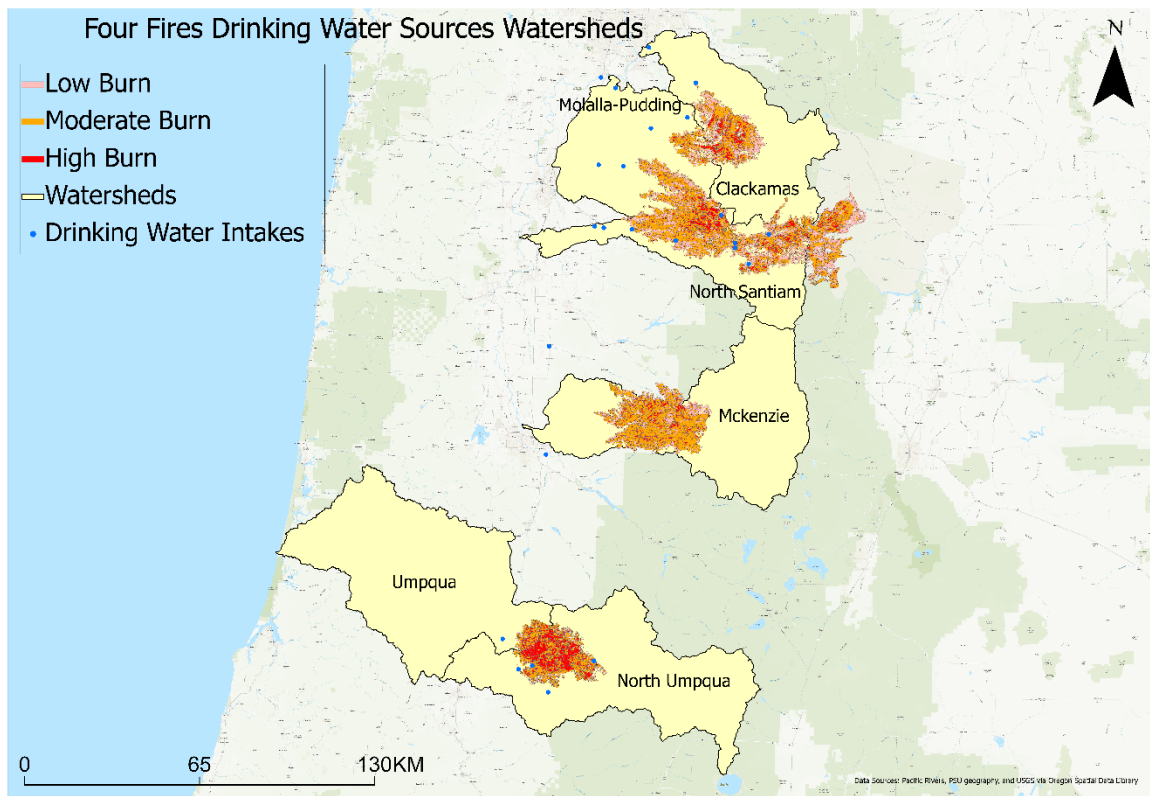 Four Fires Drinking Water Sources Watersheds
N
Low Burn
Moderate Burn
High Burn
Watersheds
Drinking Water Intakes
Molalla-Pudding
Clackamas
North Santiam
Mckenzie
Umpqua
North Umpqua
0 65 130KM
Data Sources: Pacific Rivers, PSU geography, and USGS via Oregon Spatial Data Library